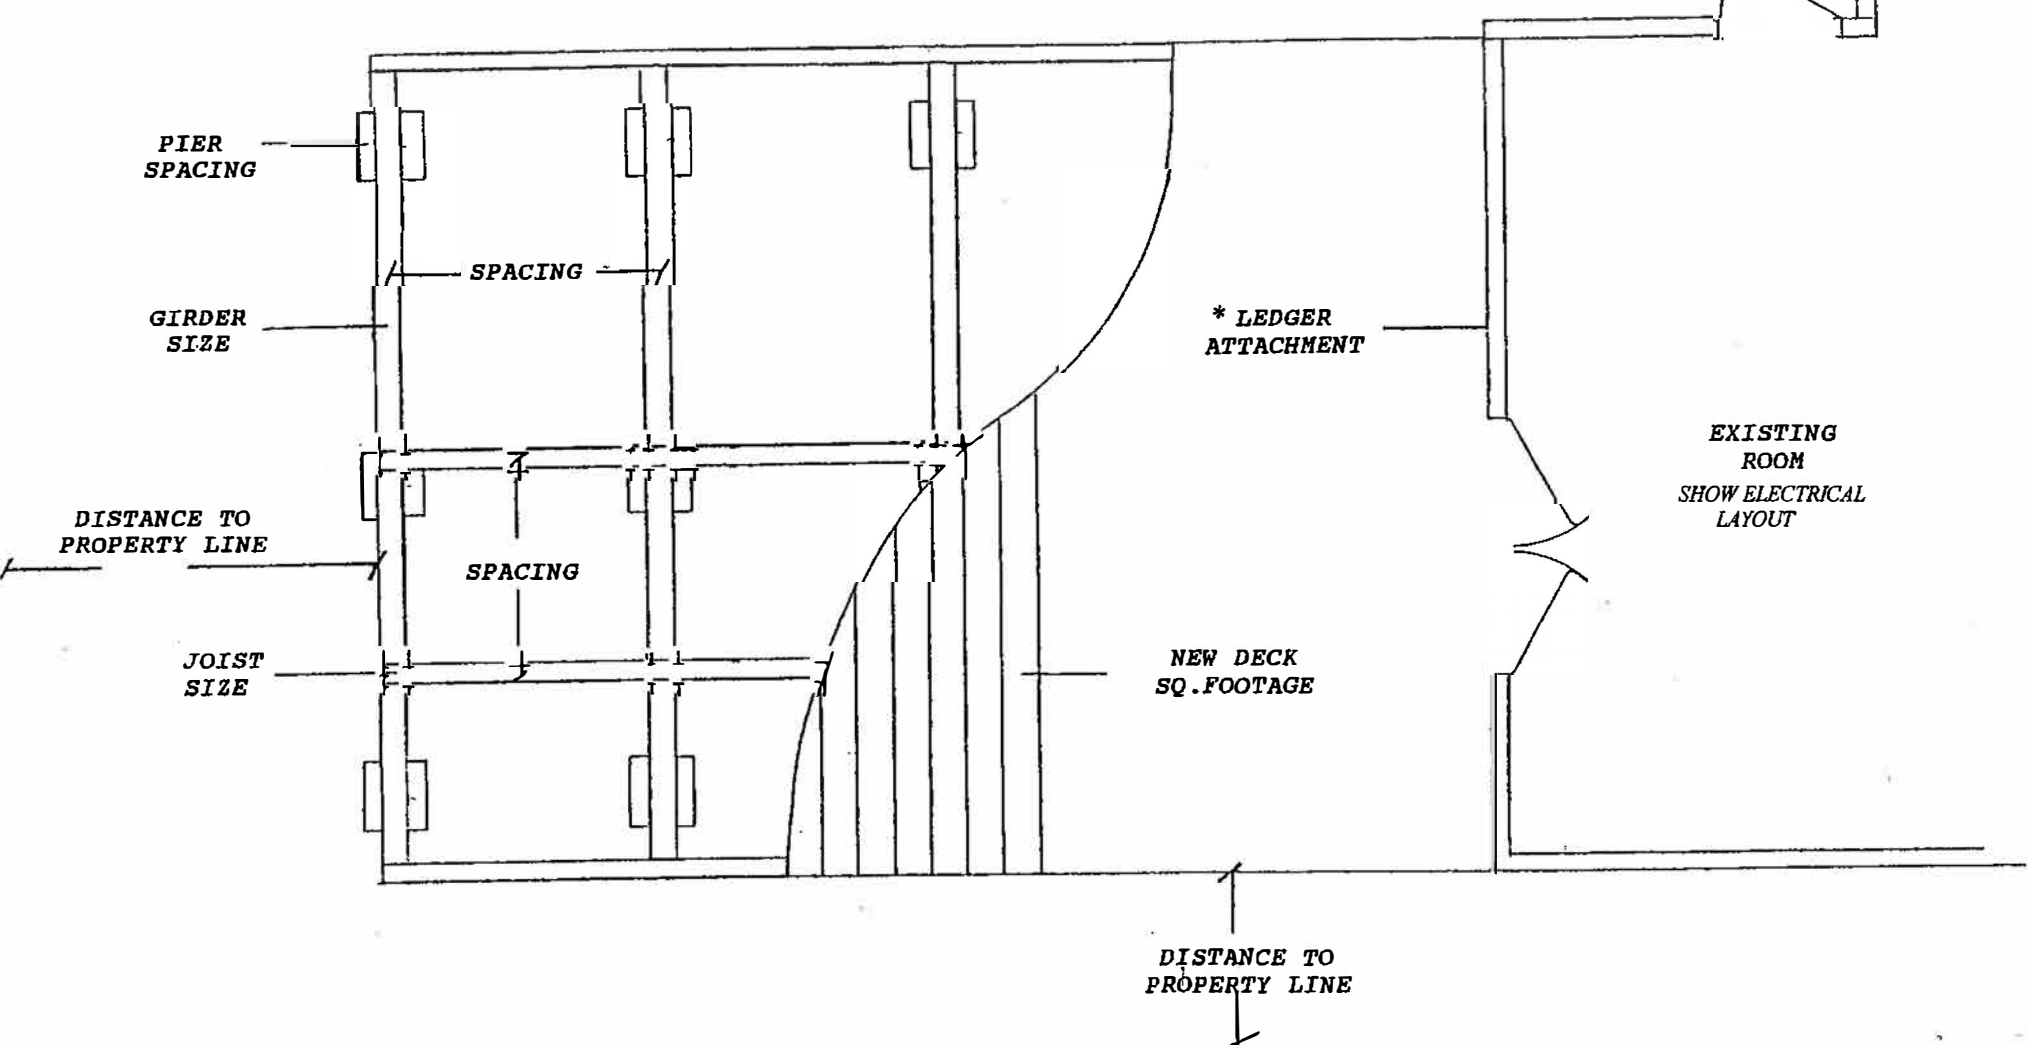 PIER
SPACING
SPACING
GIRDER
SIZE
* LEDGER
ATTACHMENT
EXISTING
ROOM
SHOW ELECTRICAL
LAYOUT
DISTANCE TO
PROPERTY LINE
SPACING
JOIST
SIZE
NEW DECK
SQ.FOOTAGE
DISTANCE TO
PROPERTY LINE